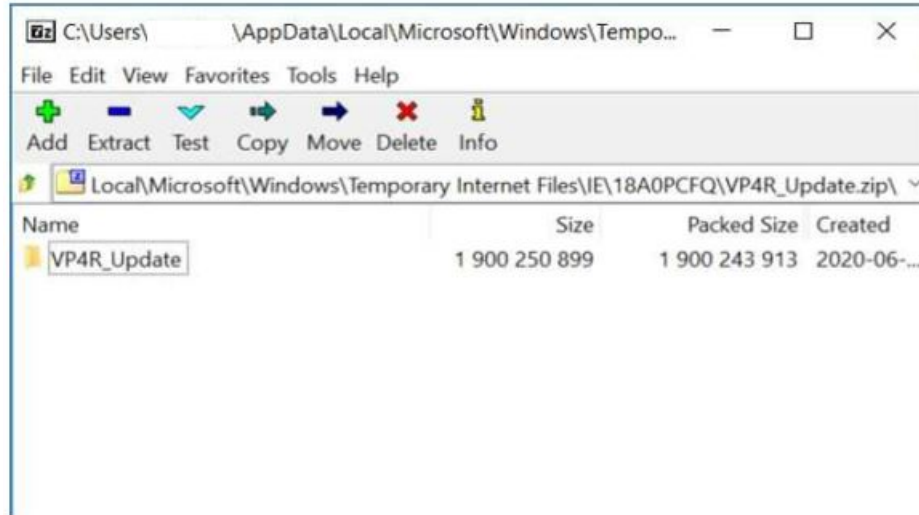 7z C:\Users\ \AppData\Local\Microsoft\Windows\Tempo...
File Edit View Favorites Tools Help
Add Extract Test Copy Move Delete Info
Local\Microsoft\Windows\Temporary Internet Files\IE\18A0PCFQ\VP4R_Update.zip\
Name Size Packed Size Created
VP4R_Update 1 900 250 899 1 900 243 913 2020-06-...